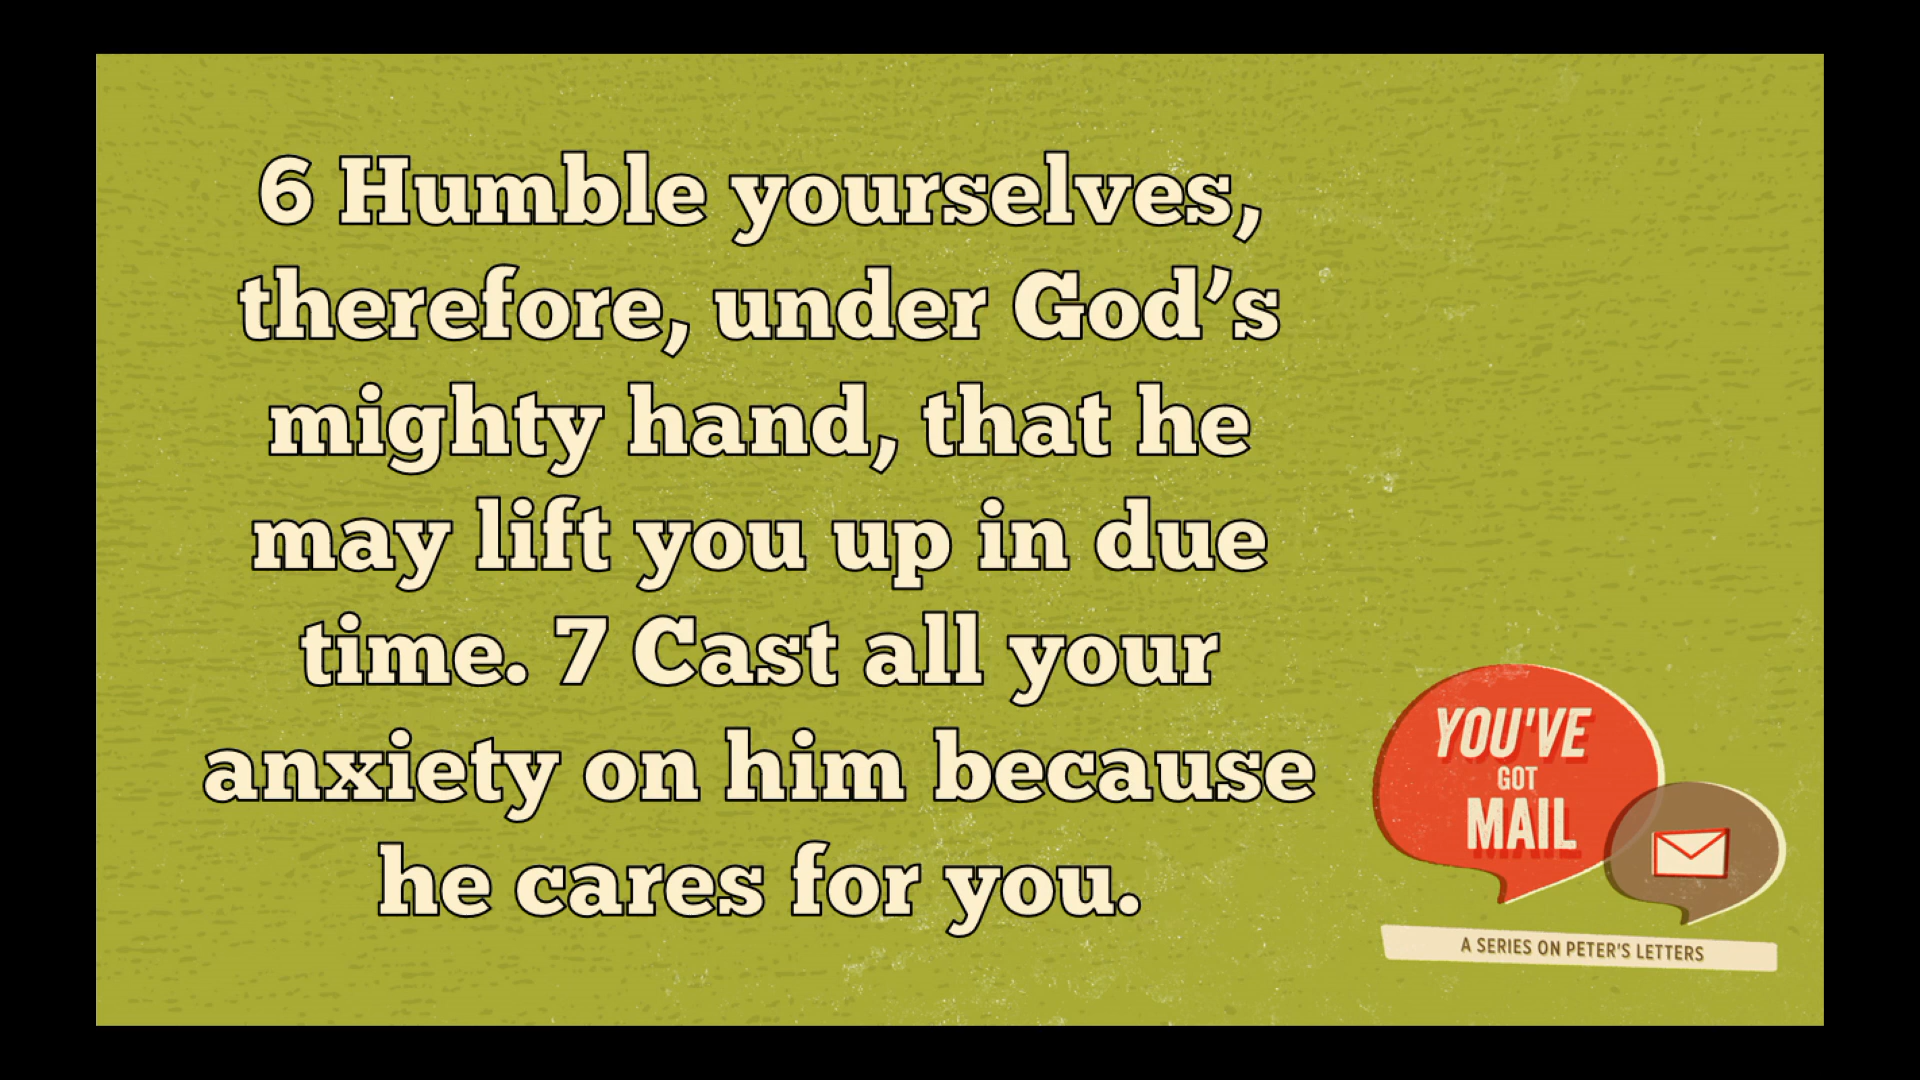 6 Humble yourselves,
therefore, under God’s
mighty hand, that he
may lift you up in due
time. 7 Cast all your
anxiety on him because
he cares for you.
YOU'VE
GOT
MAIL
A SERIES ON PETER'S LETTERS